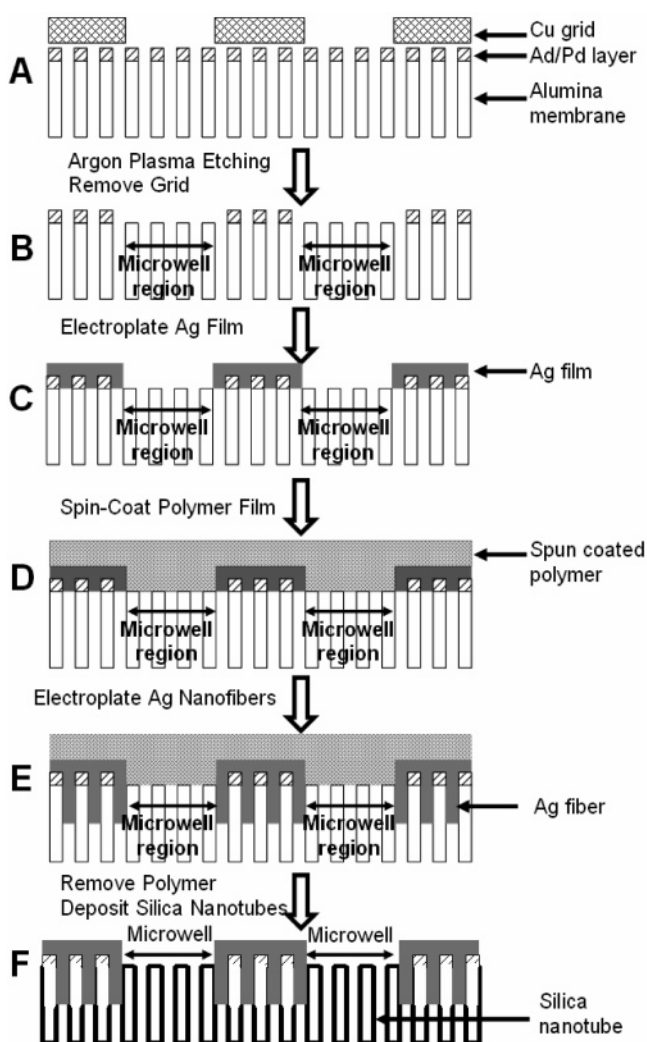 Cu grid
Ad/Pd layer
A
Alumina
membrane
Argon Plasma Etching
Remove Grid
B
Microwell
region
Microwell
region
Electroplate Ag Film
Ag film
C
Microwell
region
Microwell
region
Spin-Coat Polymer Film
Spun coated
polymer
D
Microwell
region
Microwell
region
Electroplate Ag Nanofibers
E
Ag fiber
Microwell
region
Microwell
region
Remove Polymer
Deposit Silica Nanotubes
Microwell
Microwell
F
Silica
nanotube